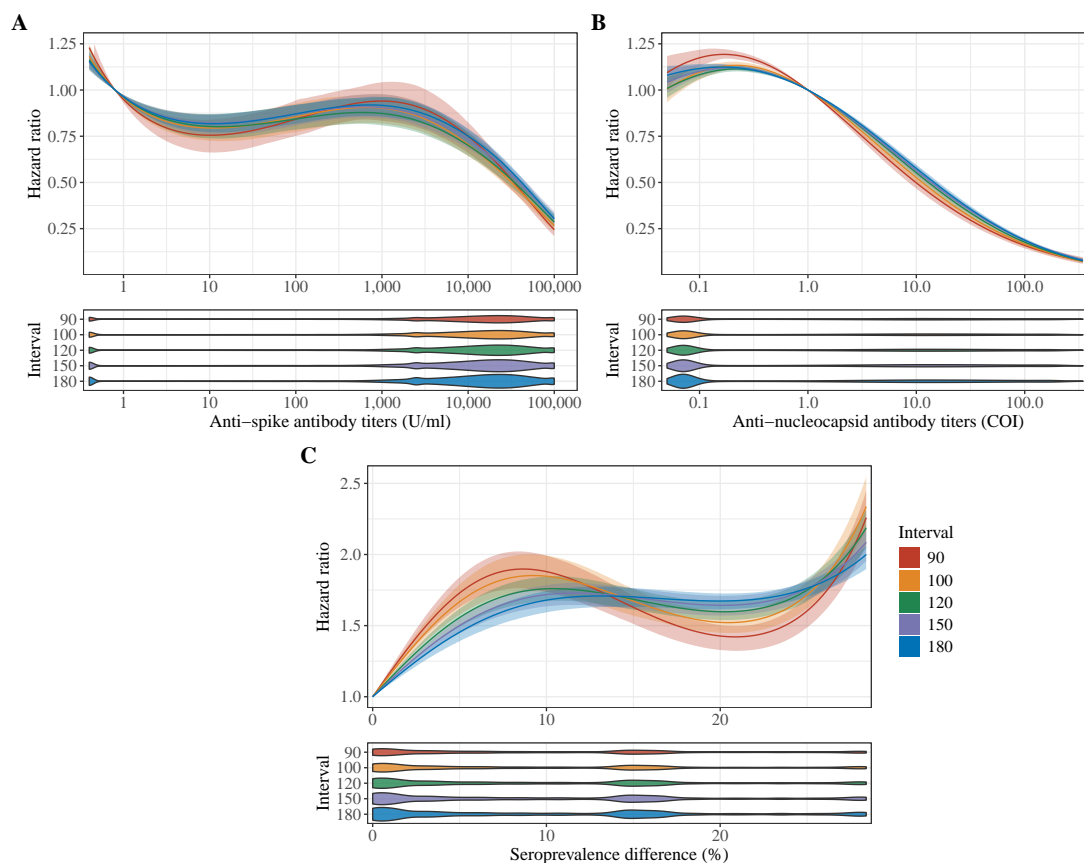 A
1.25
1.00
0.75
0.50
0.25
Hazard ratio
1 10 100 1,000 10,000 100,000
90
100
120
150
180
Interval
1 10 100 1,000 10,000 100,000
Anti−spike antibody titers (U/ml)
B
1.25
1.00
0.75
0.50
0.25
Hazard ratio
0.1 1.0 10.0 100.0
90
100
120
150
180
Interval
0.1 1.0 10.0 100.0
Anti−nucleocapsid antibody titers (COI)
C
2.5
2.0
1.5
1.0
Hazard ratio
0 10 20
90
100
120
150
180
Interval
0 10 20
Seroprevalence difference (%)
Interval
90
100
120
150
180